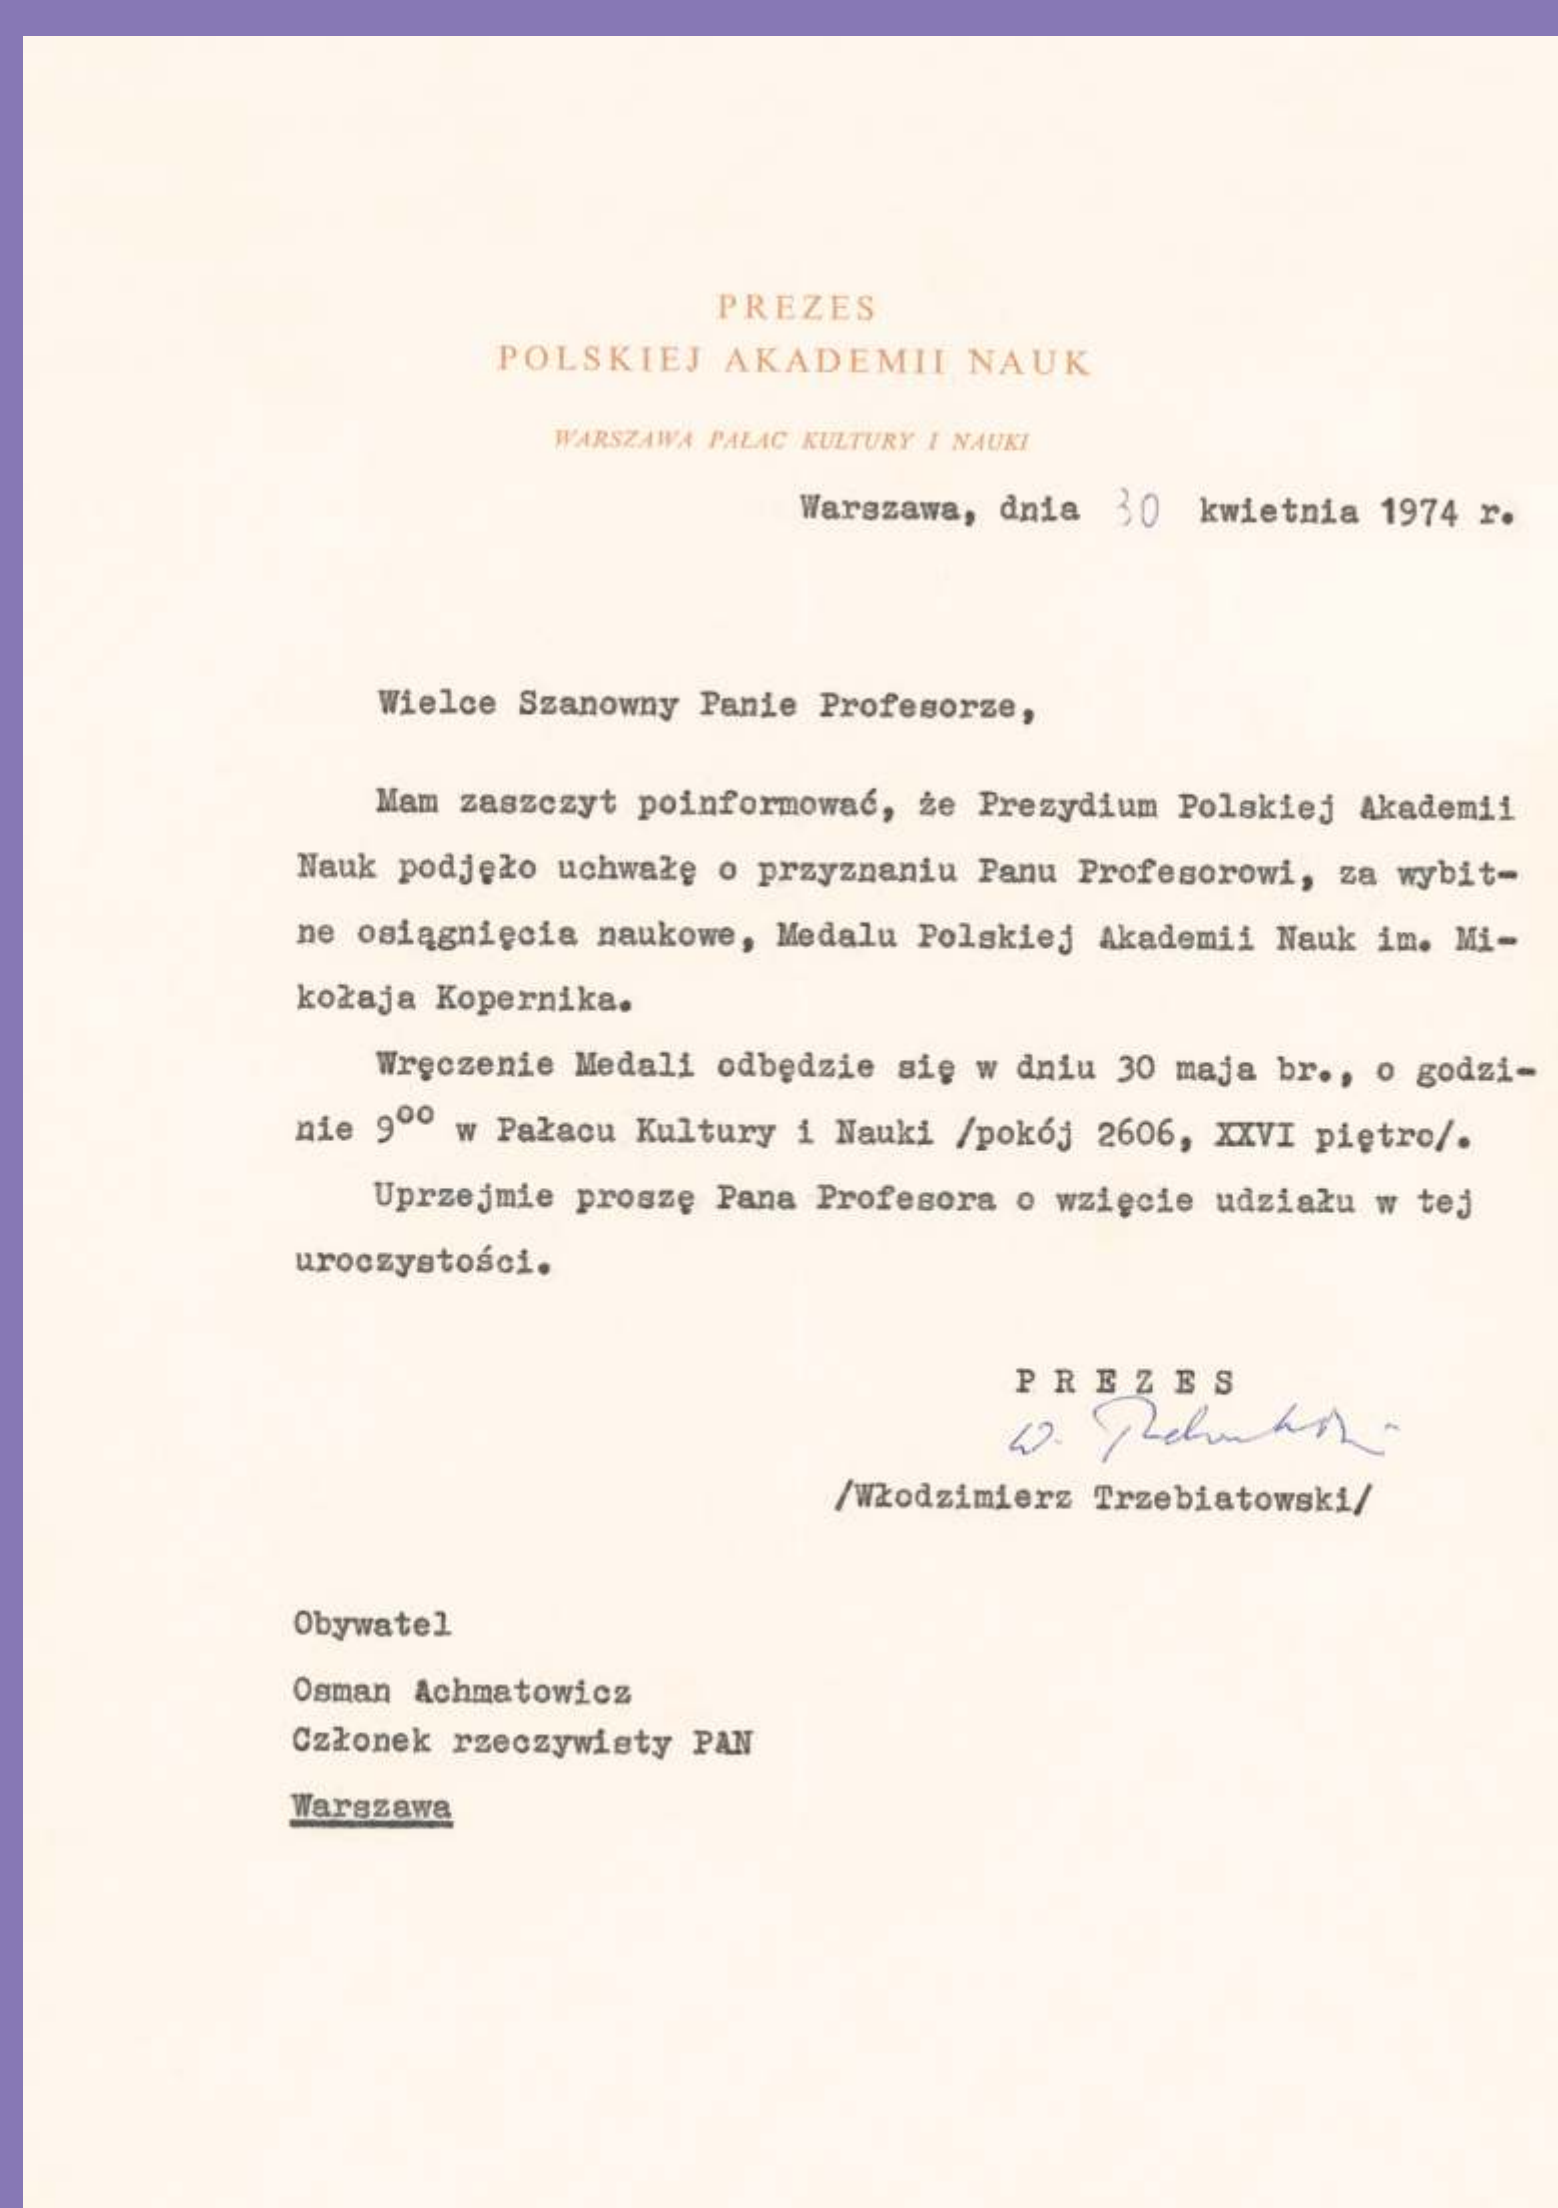 PREZES
POLSKIEJ AKADEMII NAUK
WARSZAWA PAŁAC KULTURY I NAUKI
Warszawa, dnia 30 kwietnia 1974 r.
Wielce Szanowny Panie Profesorze,
Mam zaszczyt poinformować, że Prezydium Polskiej Akademii
Nauk podjęło uchwałę o przyznaniu Panu Profesorowi, za wybit-
ne osiągnięcia naukowe, Medalu Polskiej Akademii Nauk im. Mi-
kołaja Kopernika.
Wręczenie Medali odbędzie się w dniu 30 maja br., o godzi-
nie 9⁰⁰ w Pałacu Kultury i Nauki /pokój 2606, XXVI piętro/.
Uprzejmie proszę Pana Profesora o wzięcie udziału w tej
uroczystości.
P R E Z E S
W. Trzebiatowski
/Włodzimierz Trzebiatowski/
Obywatel
Osman Achmatowicz
Członek rzeczywisty PAN
Warszawa